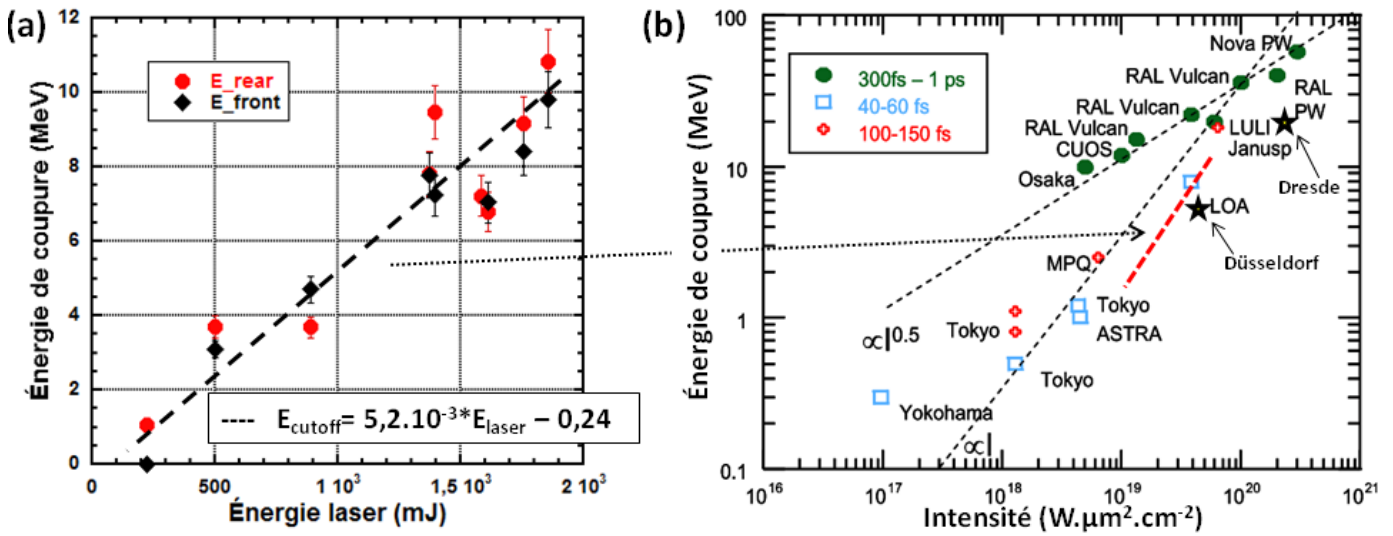 (a)
Énergie de coupure (MeV)
12
10
8
6
4
2
0
E_rear
E_front
E_cutoff= 5,2.10^-3*E_laser – 0,24
0
500
1 10³
1,5 10³
2 10³
Énergie laser (mJ)
(b)
Énergie de coupure (MeV)
100
10
1
0.1
300fs – 1 ps
40-60 fs
100-150 fs
Nova PW
RAL Vulcan
RAL
PW
RAL Vulcan
RAL Vulcan
LULI
CUOS
Janusp
Osaka
Dresde
LOA
Düsseldorf
MPQ
Tokyo
∝I^0.5
Tokyo
ASTRA
Tokyo
Yokohama
∝I
10^16
10^17
10^18
10^19
10^20
10^21
Intensité (W.µm².cm^-2)